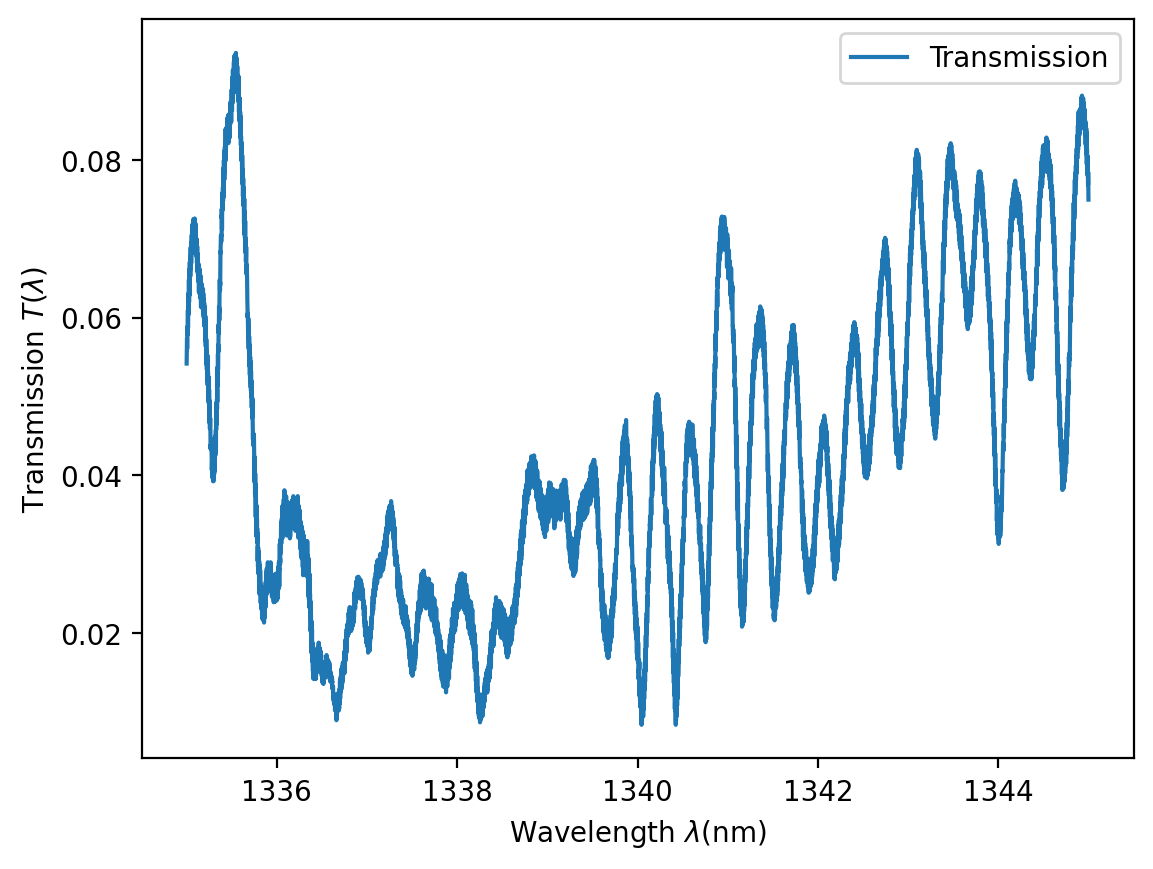 Transmission
0.08
0.06
0.04
0.02
Transmission T(λ)
1336 1338 1340 1342 1344
Wavelength λ(nm)